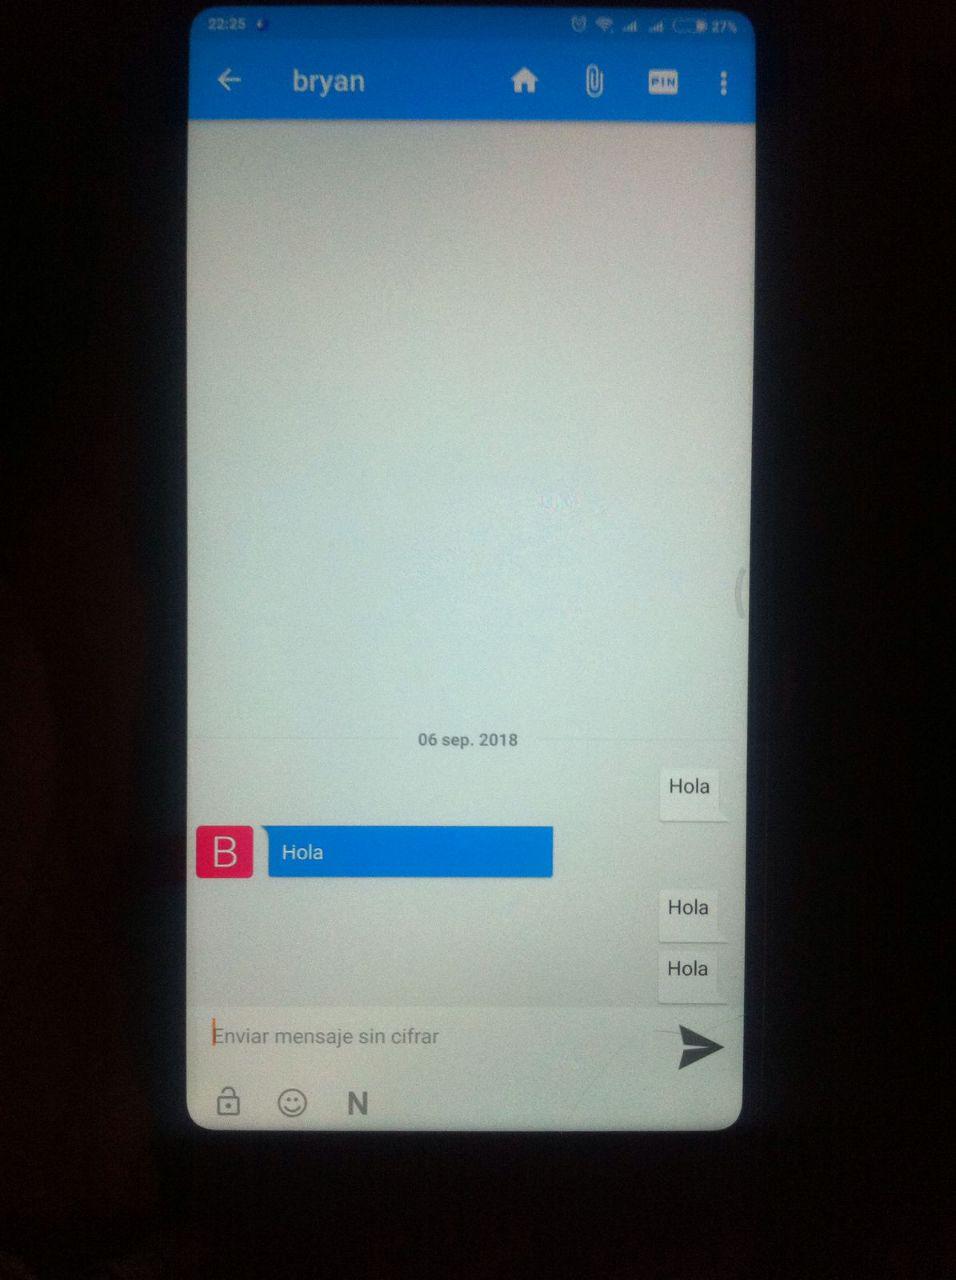 22:25
27%
bryan
PIN
06 sep. 2018
Hola
B
Hola
Hola
Hola
Enviar mensaje sin cifrar
N